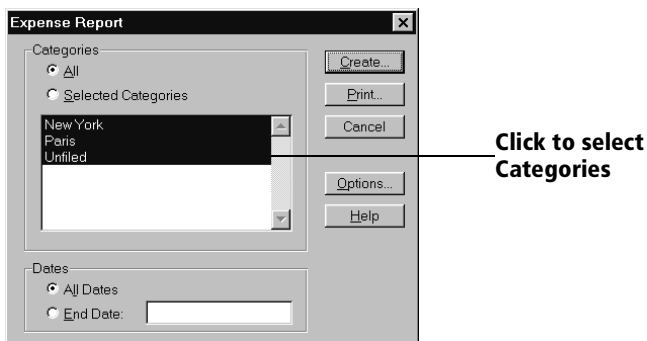 Expense Report
Categories
All
Selected Categories
New York
Paris
Unfiled
Create...
Print...
Cancel
Options...
Help
Click to select
Categories
Dates
All Dates
End Date: